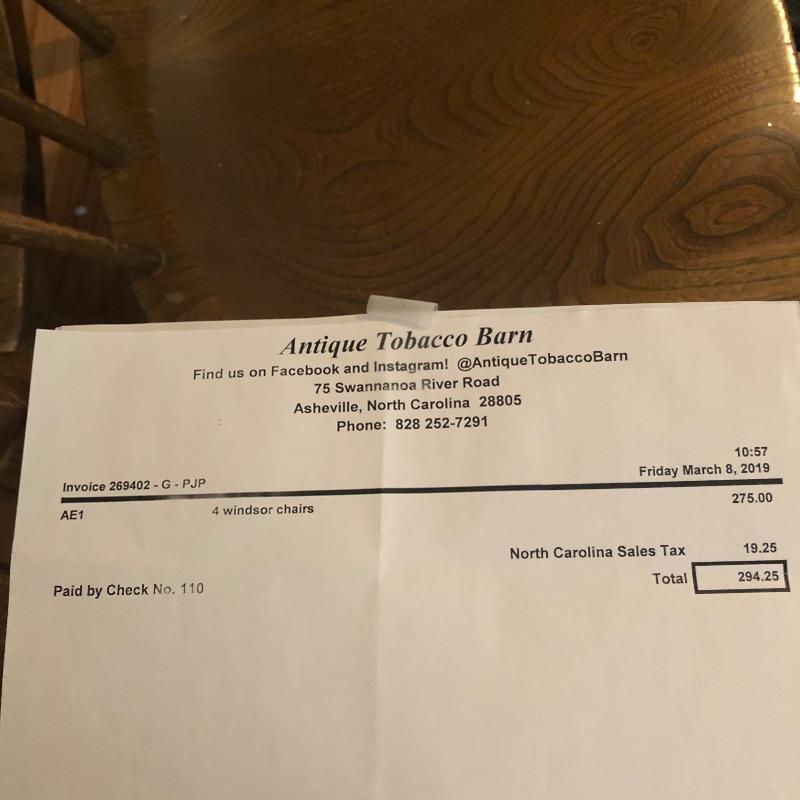 Antique Tobacco Barn
Find us on Facebook and Instagram! @AntiqueTobaccoBarn
75 Swannanoa River Road
Asheville, North Carolina 28805
Phone: 828 252-7291
10:57
Friday March 8, 2019
Invoice 269402 - G - PJP
AE1 4 windsor chairs 275.00
North Carolina Sales Tax 19.25
Total 294.25
Paid by Check No. 110